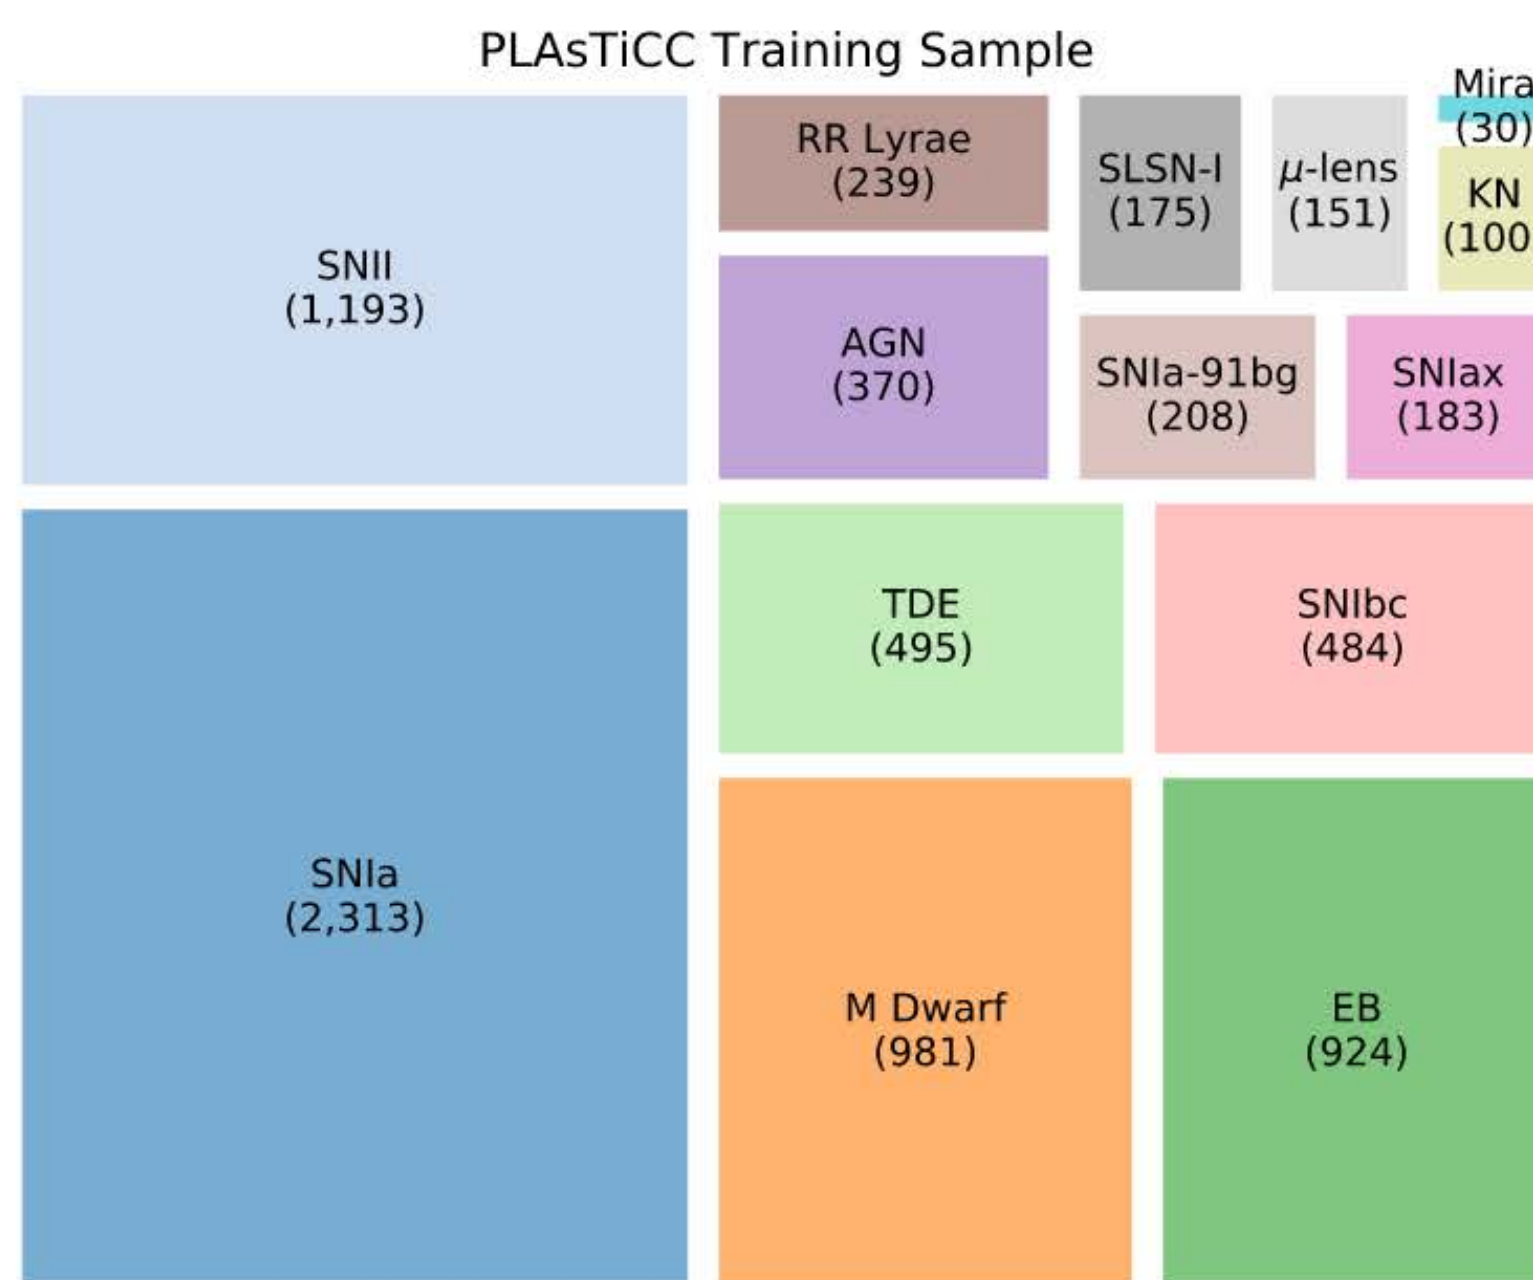 PLAsTiCC Training Sample
Mira
(30)
RR Lyrae
(239)
SLSN-I
(175)
μ-lens
(151)
KN
(100
SNII
(1,193)
AGN
(370)
SNIa-91bg
(208)
SNIax
(183)
TDE
(495)
SNIbc
(484)
SNIa
(2,313)
M Dwarf
(981)
EB
(924)